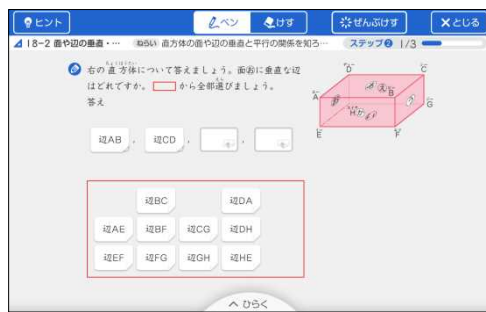 ヒント
ペン
けす
ぜんぶけす
とじる
18-2 面や辺の垂直・…
ねらい 直方体の面や辺の垂直と平行の関係を知ろ…
ステップ2 1/3
右の直方体について答えましょう。面あに垂直な辺
はどれですか。 から全部選びましょう。
答え
辺AB , 辺CD , ,
辺BC 辺DA
辺AE 辺BF 辺CG 辺DH
辺EF 辺FG 辺GH 辺HE
D C
A B
G
H
E F
ひらく